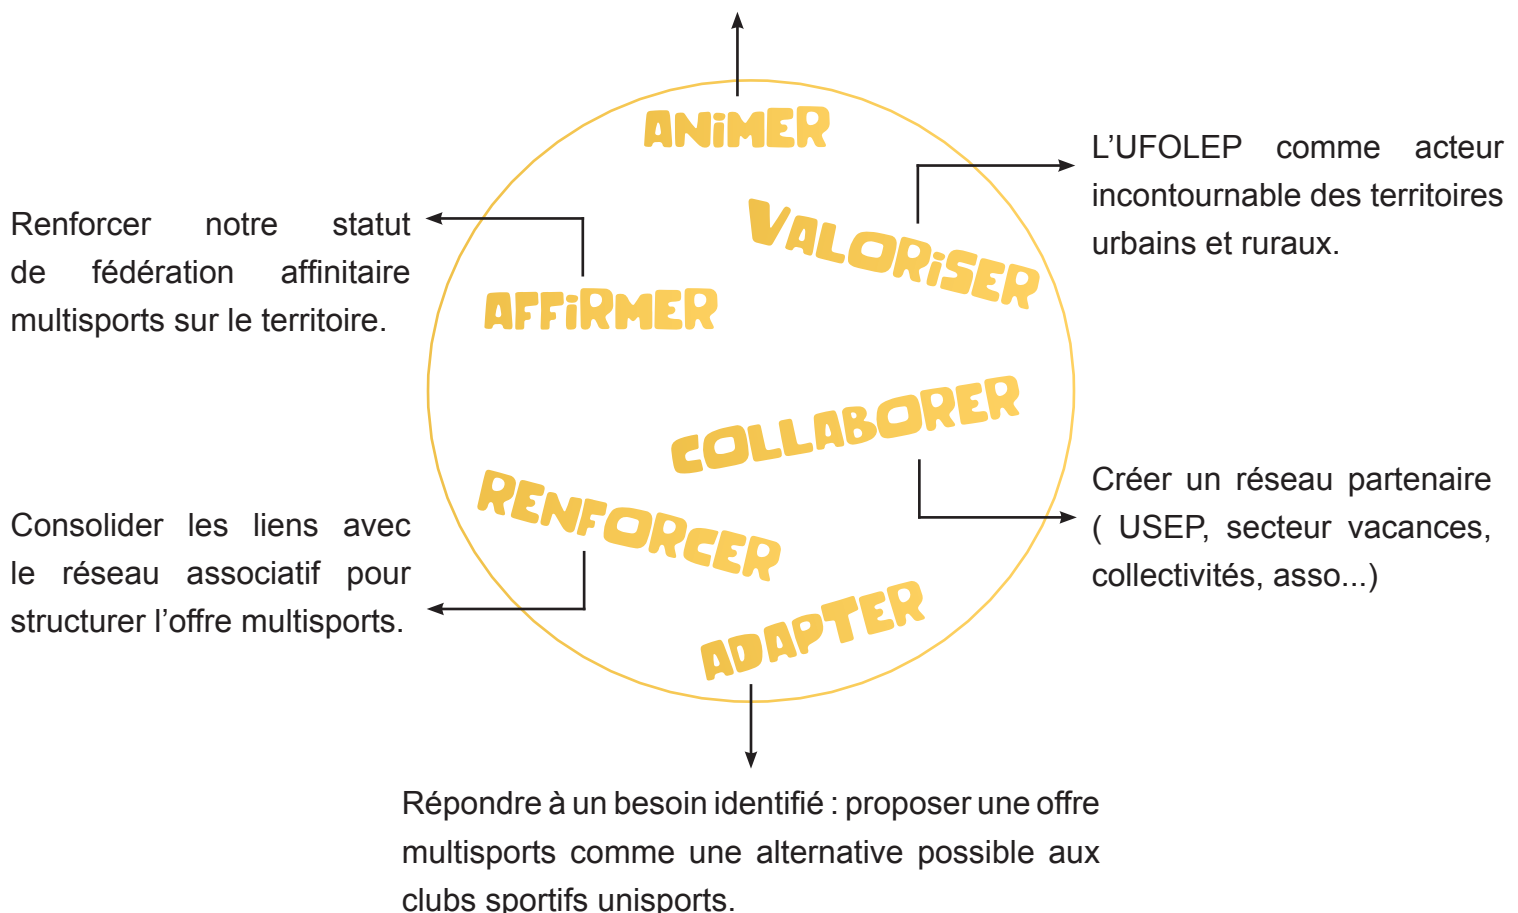 ANiMER
VALORiSER
L'UFOLEP comme acteur
incontournable des territoires
urbains et ruraux.
Renforcer notre statut
de fédération affinitaire
multisports sur le territoire.
AFFiRMER
COLLABORER
Créer un réseau partenaire
( USEP, secteur vacances,
collectivités, asso...)
RENFORCER
Consolider les liens avec
le réseau associatif pour
structurer l'offre multisports.
ADAPTER
Répondre à un besoin identifié : proposer une offre
multisports comme une alternative possible aux
clubs sportifs unisports.